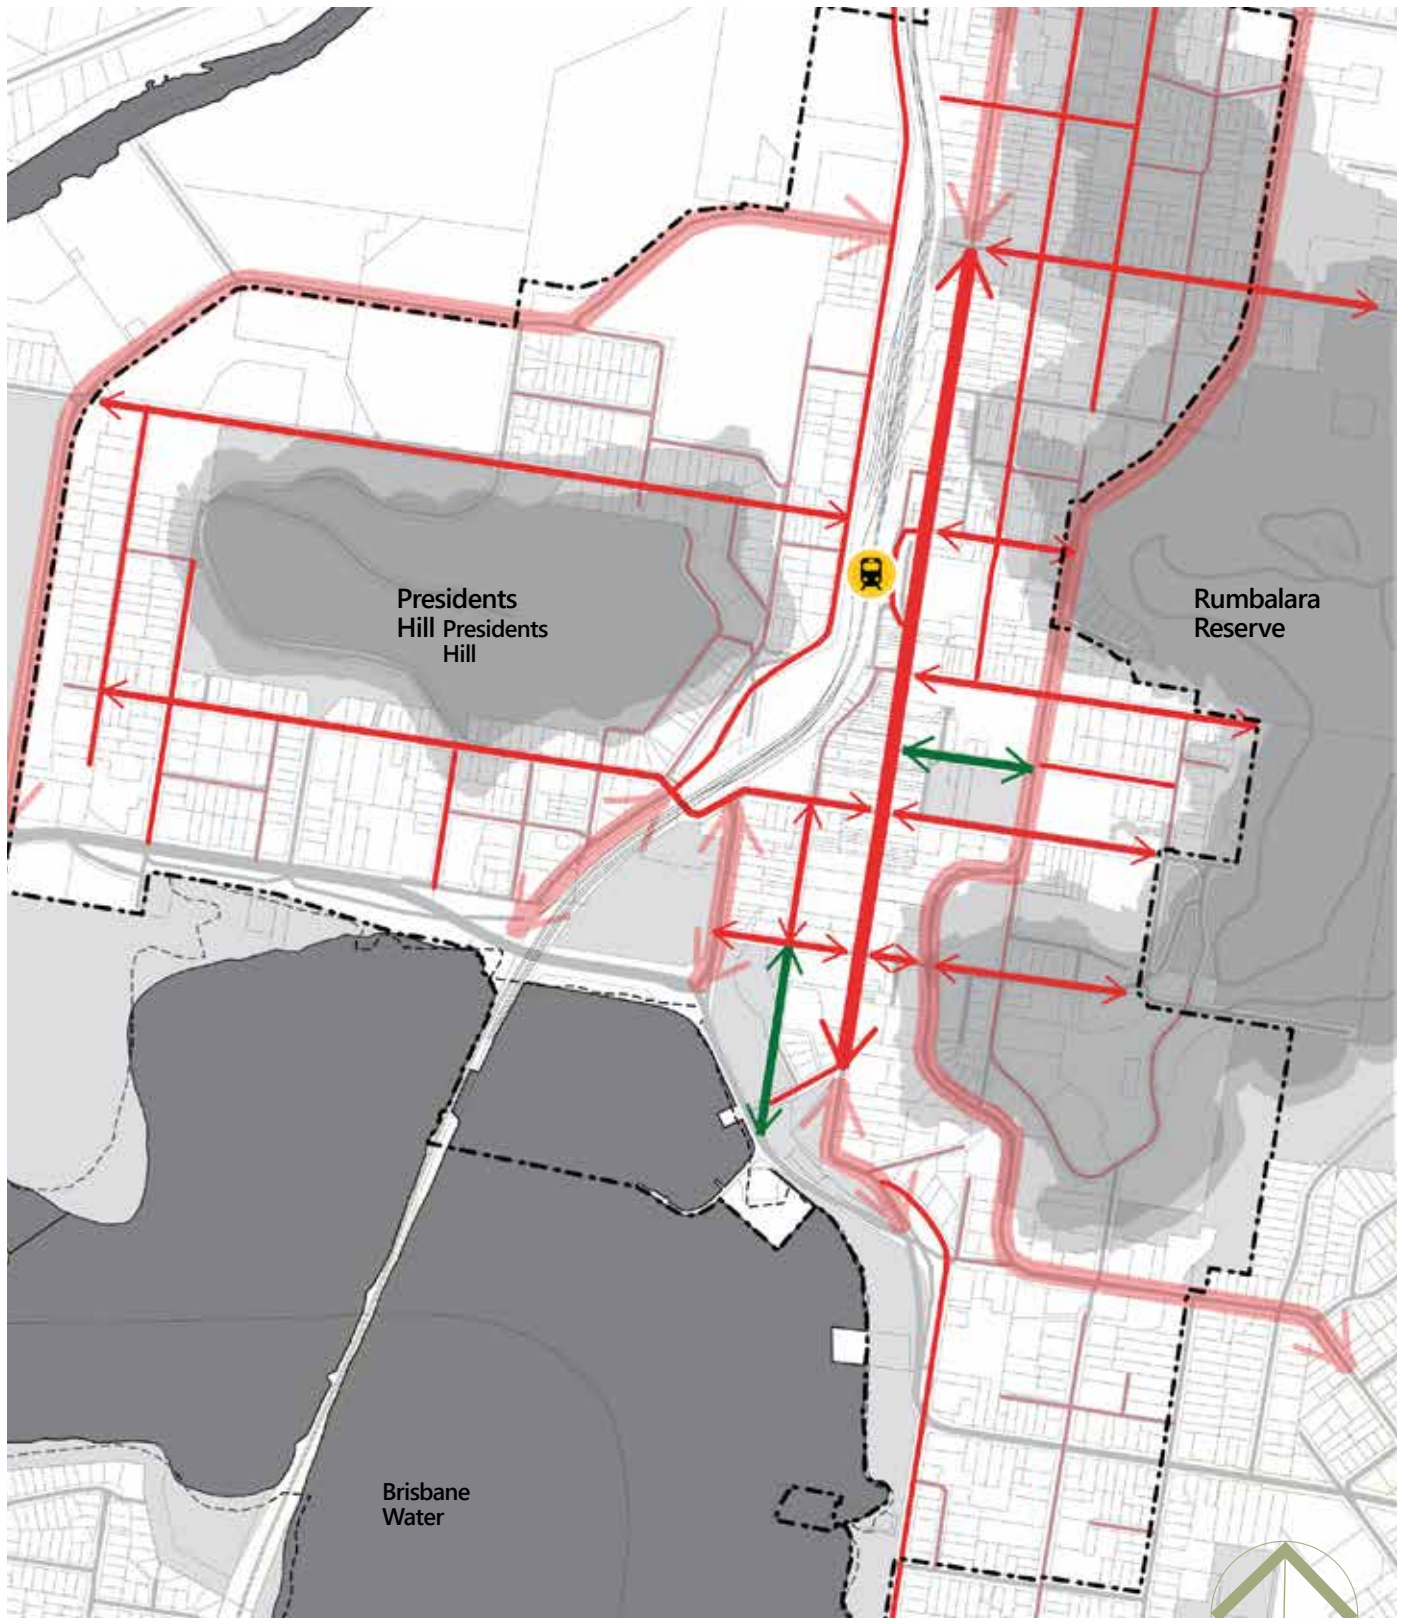 Presidents
Hill Presidents
Hill
Rumbalara
Reserve
Brisbane
Water